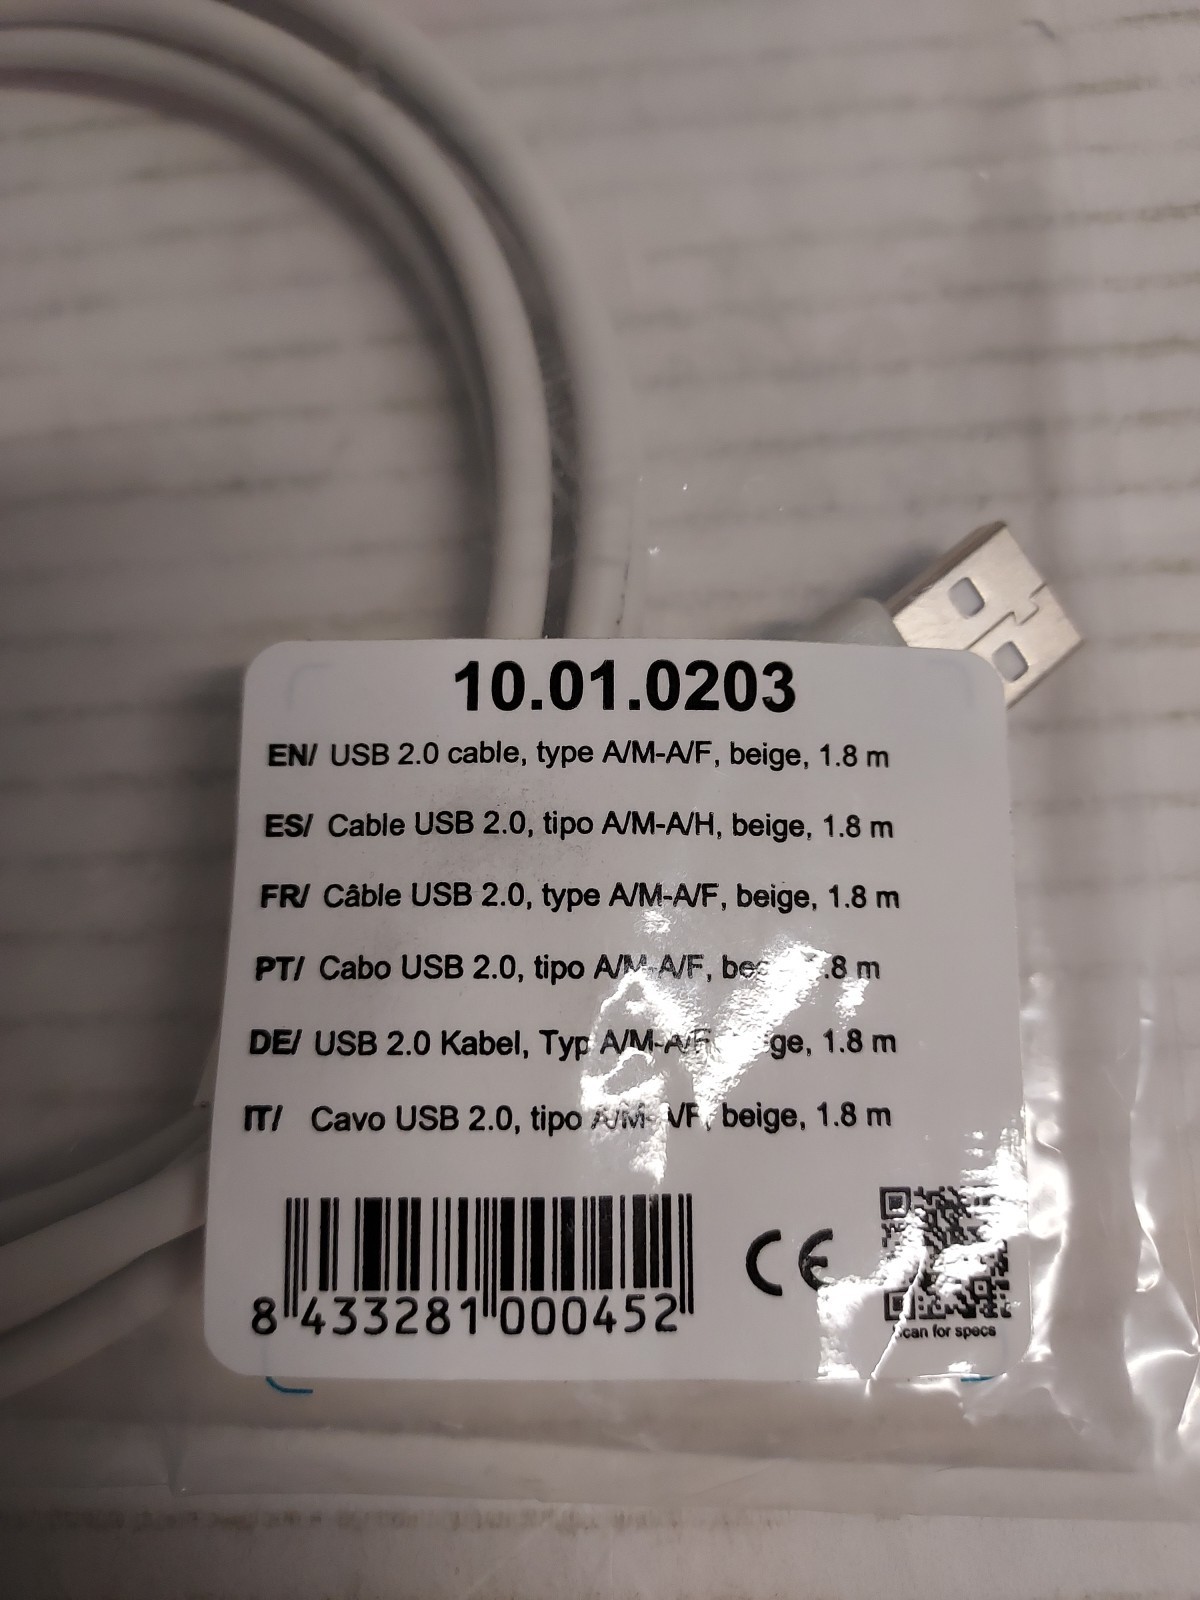 10.01.0203
EN/ USB 2.0 cable, type A/M-A/F, beige, 1.8 m
ES/ Cable USB 2.0, tipo A/M-A/H, beige, 1.8 m
FR/ Câble USB 2.0, type A/M-A/F, beige, 1.8 m
PT/ Cabo USB 2.0, tipo A/M-A/F, .8 m
DE/ USB 2.0 Kabel, Typ A/M-A/F 1.8 m
IT/ Cavo USB 2.0, tipo A/M- beige, 1.8 m
8 433281 000452
CE
Scan for specs